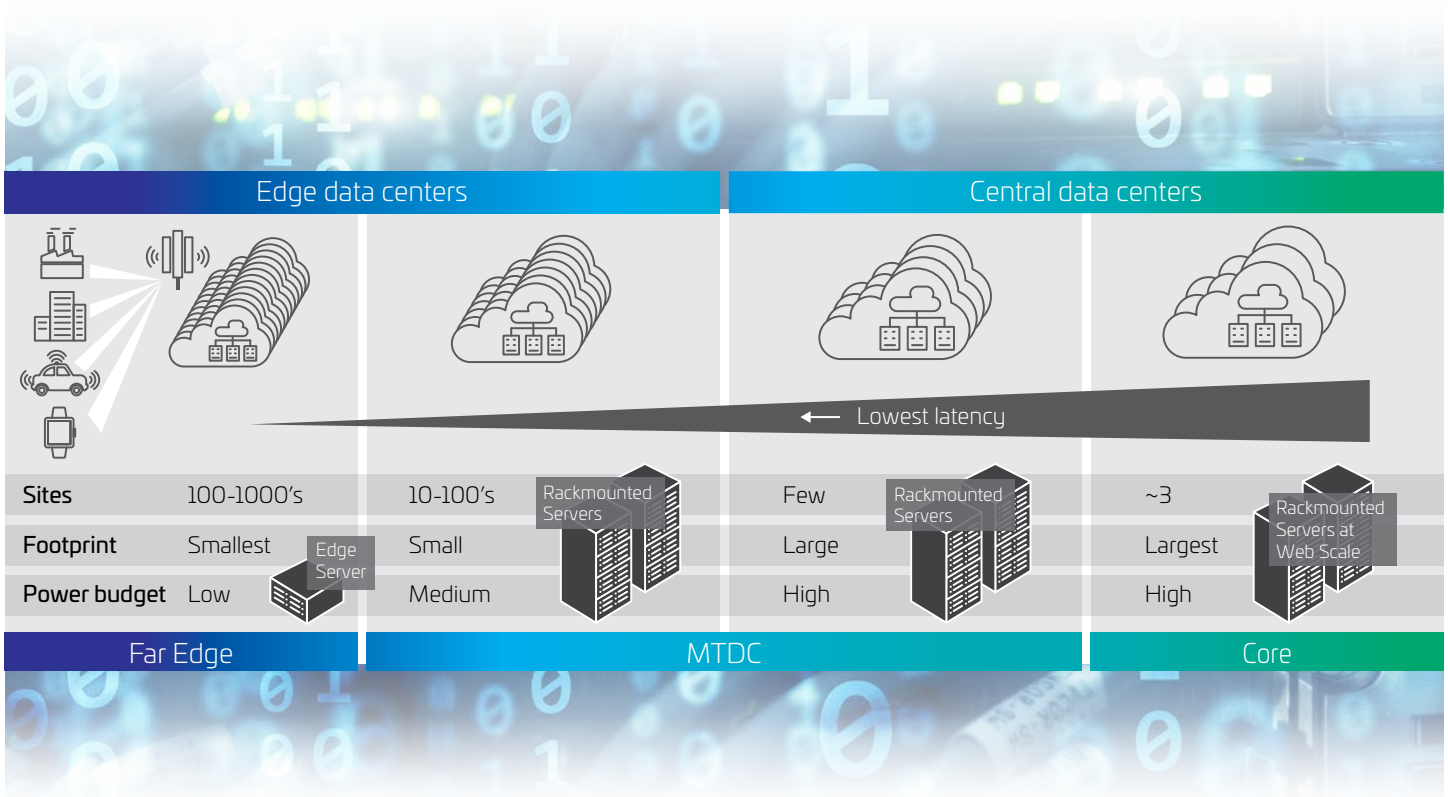 Edge data centers
Central data centers
← Lowest latency
Sites
100-1000's
10-100's
Rackmounted
Servers
Few
Rackmounted
Servers
~3
Rackmounted
Servers at
Web Scale
Footprint
Smallest
Edge
Server
Small
Large
Largest
Power budget
Low
Medium
High
High
Far Edge
MTDC
Core